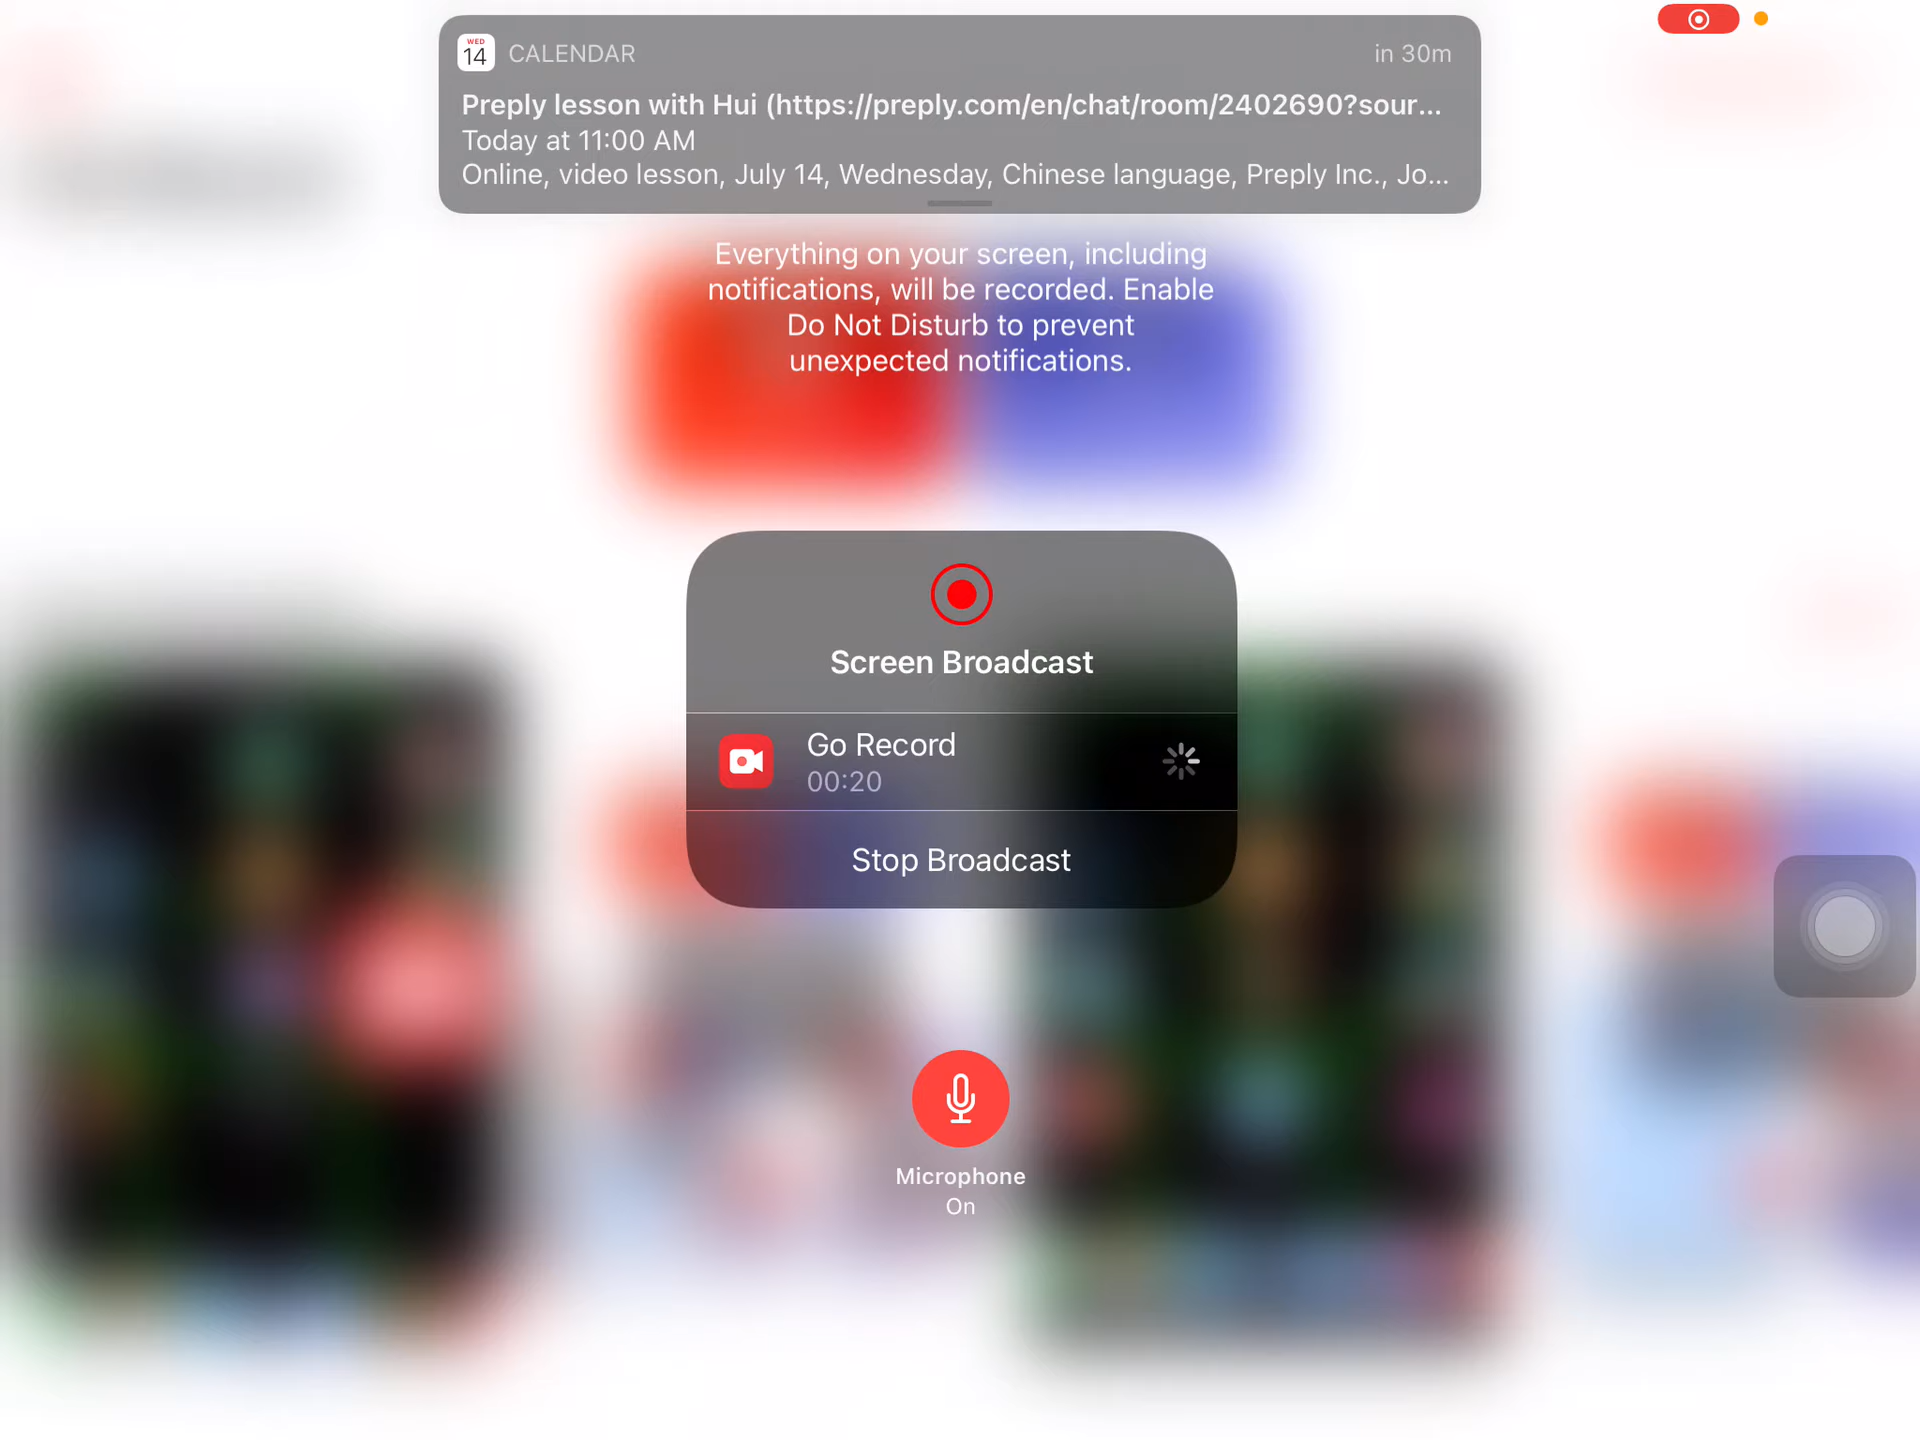 WED
14
CALENDAR
in 30m
Preply lesson with Hui (https://preply.com/en/chat/room/2402690?sour...
Today at 11:00 AM
Online, video lesson, July 14, Wednesday, Chinese language, Preply Inc., Jo...
Everything on your screen, including
notifications, will be recorded. Enable
Do Not Disturb to prevent
unexpected notifications.
Screen Broadcast
Go Record
00:20
Stop Broadcast
Microphone
On